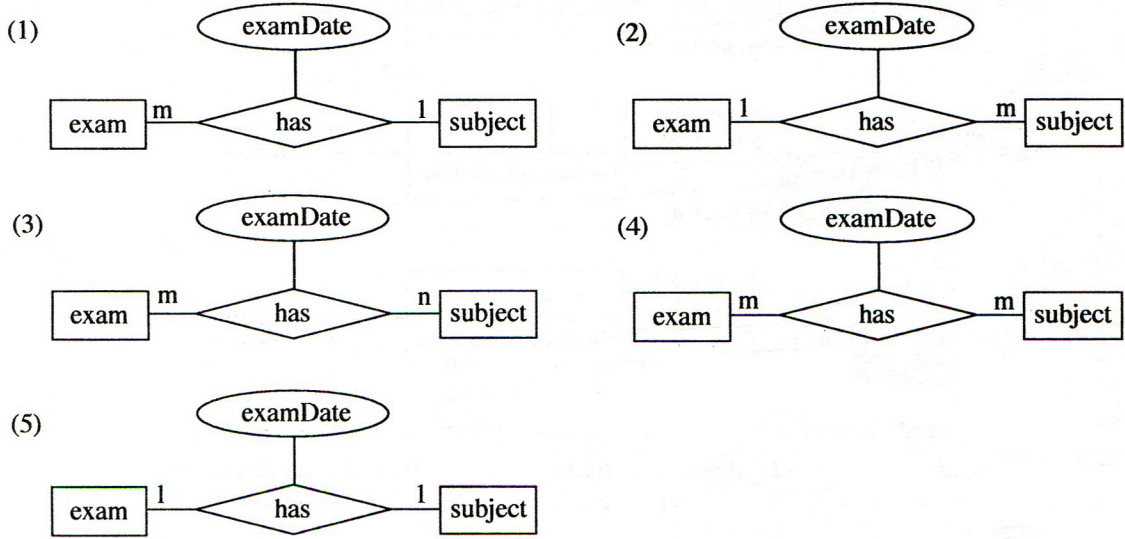 (1) examDate
exam m has 1 subject
(2) examDate
exam 1 has m subject
(3) examDate
exam m has n subject
(4) examDate
exam m has m subject
(5) examDate
exam 1 has 1 subject